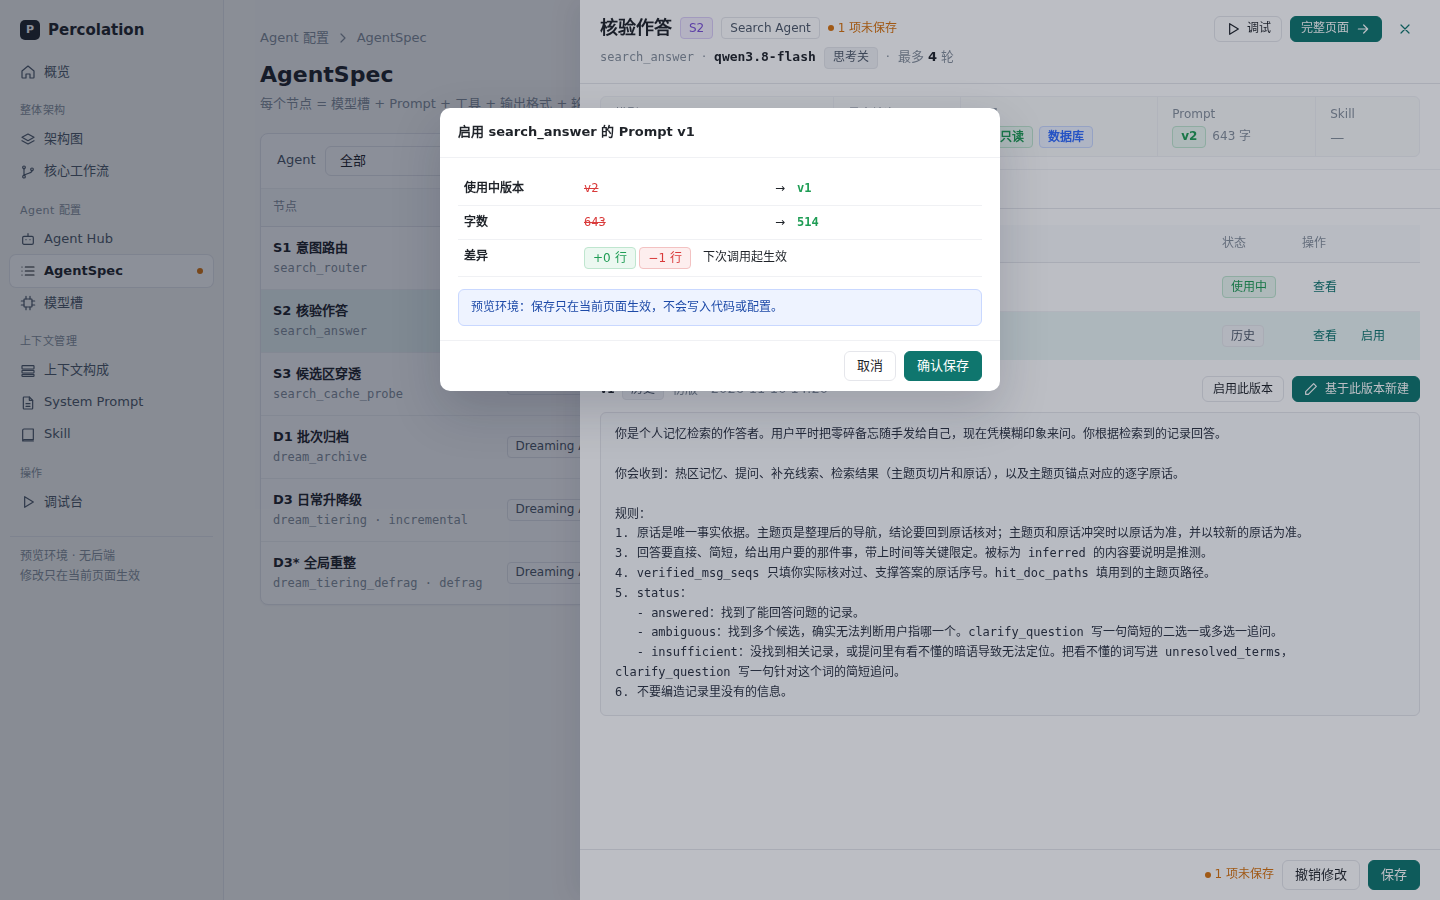 P Percolation
概览
整体架构
架构图
核心工作流
Agent 配置
Agent Hub
AgentSpec
模型槽
上下文管理
上下文构成
System Prompt
Skill
操作
调试台
预览环境 · 无后端
修改只在当前页面生效
Agent 配置 > AgentSpec
AgentSpec
每个节点 = 模型槽 + Prompt + 工具 + 输出格式 + 轮
Agent 全部
节点
S1 意图路由
search_router
S2 核验作答
search_answer
S3 候选区穿透
search_cache_probe
D1 批次归档
dream_archive
Dreaming
D3 日常升降级
dream_tiering · incremental
Dreaming
D3* 全局重整
dream_tiering_defrag · defrag
Dreaming
核验作答 S2 Search Agent 1 项未保存
调试 完整页面 →
search_answer · qwen3.8-flash 思考关 · 最多 4 轮
Prompt Skill
只读 数据库 v2 643 字 —
状态 操作
使用中 查看
历史 查看 启用
启用此版本 基于此版本新建
启用 search_answer 的 Prompt v1
使用中版本 v2 → v1
字数 643 → 514
差异 +0 行 −1 行 下次调用起生效
预览环境：保存只在当前页面生效，不会写入代码或配置。
取消 确认保存
你是个人记忆检索的作答者。用户平时把零碎备忘随手发给自己，现在凭模糊印象来问。你根据检索到的记录回答。
你会收到：热区记忆、提问、补充线索、检索结果（主题页切片和原话），以及主题页锚点对应的逐字原话。
规则：
1. 原话是唯一事实依据。主题页是整理后的导航，结论要回到原话核对；主题页和原话冲突时以原话为准，并以较新的原话为准。
3. 回答要直接、简短，给出用户要的那件事，带上时间等关键限定。被标为 inferred 的内容要说明是推测。
4. verified_msg_seqs 只填你实际核对过、支撑答案的原话序号。hit_doc_paths 填用到的主题页路径。
5. status：
- answered：找到了能回答问题的记录。
- ambiguous：找到多个候选，确实无法判断用户指哪一个。clarify_question 写一句简短的二选一或多选一追问。
- insufficient：没找到相关记录，或提问里有看不懂的暗语导致无法定位。把看不懂的词写进 unresolved_terms，
clarify_question 写一句针对这个词的简短追问。
6. 不要编造记录里没有的信息。
1 项未保存 撤销修改 保存